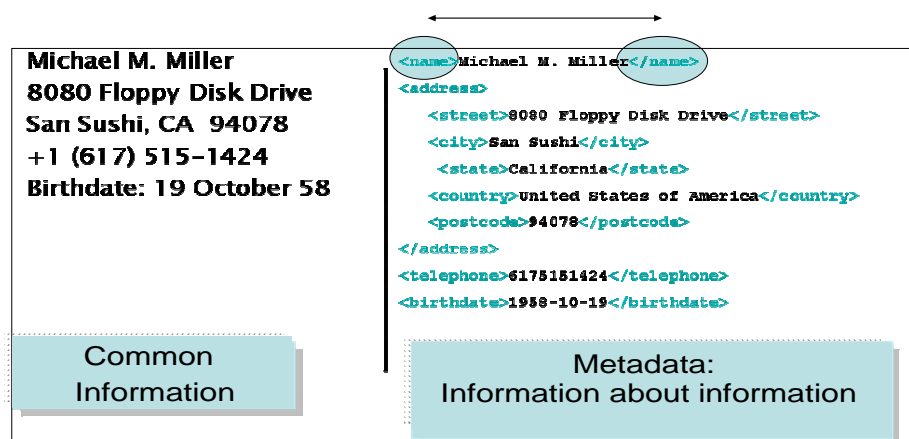 Michael M. Miller
8080 Floppy Disk Drive
San Sushi, CA 94078
+1 (617) 515-1424
Birthdate: 19 October 58
Common
Information
<name>Michael M. Miller</name>
<address>
<street>8080 Floppy Disk Drive</street>
<city>San Sushi</city>
<state>California</state>
<country>United States of America</country>
<postcode>94078</postcode>
</address>
<telephone>6175151424</telephone>
<birthdate>1958-10-19</birthdate>
Metadada:
Information about information